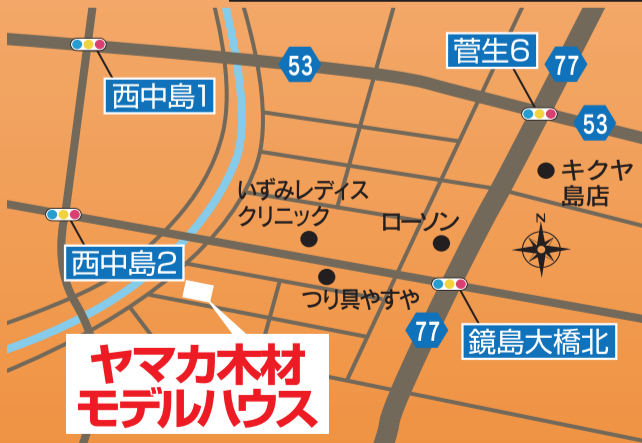 53
菅生6
77
西中島1
53
キクヤ
島店
いずみレディス
クリニック
ローソン
N
西中島2
つり具やすや
77
鏡島大橋北
ヤマカ木材
モデルハウス